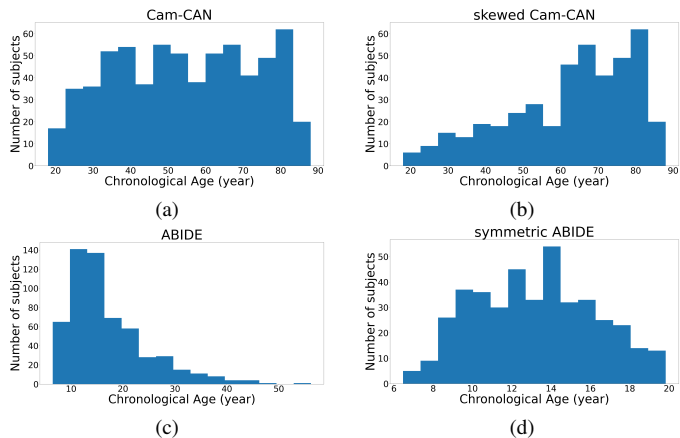 Cam-CAN
Number of subjects
60
50
40
30
20
10
0
20 30 40 50 60 70 80 90
Chronological Age (year)
(a)
skewed Cam-CAN
Number of subjects
60
50
40
30
20
10
0
20 30 40 50 60 70 80 90
Chronological Age (year)
(b)
ABIDE
Number of subjects
140
120
100
80
60
40
20
0
10 20 30 40 50
Chronological Age (year)
(c)
symmetric ABIDE
Number of subjects
50
40
30
20
10
0
6 8 10 12 14 16 18 20
Chronological Age (year)
(d)